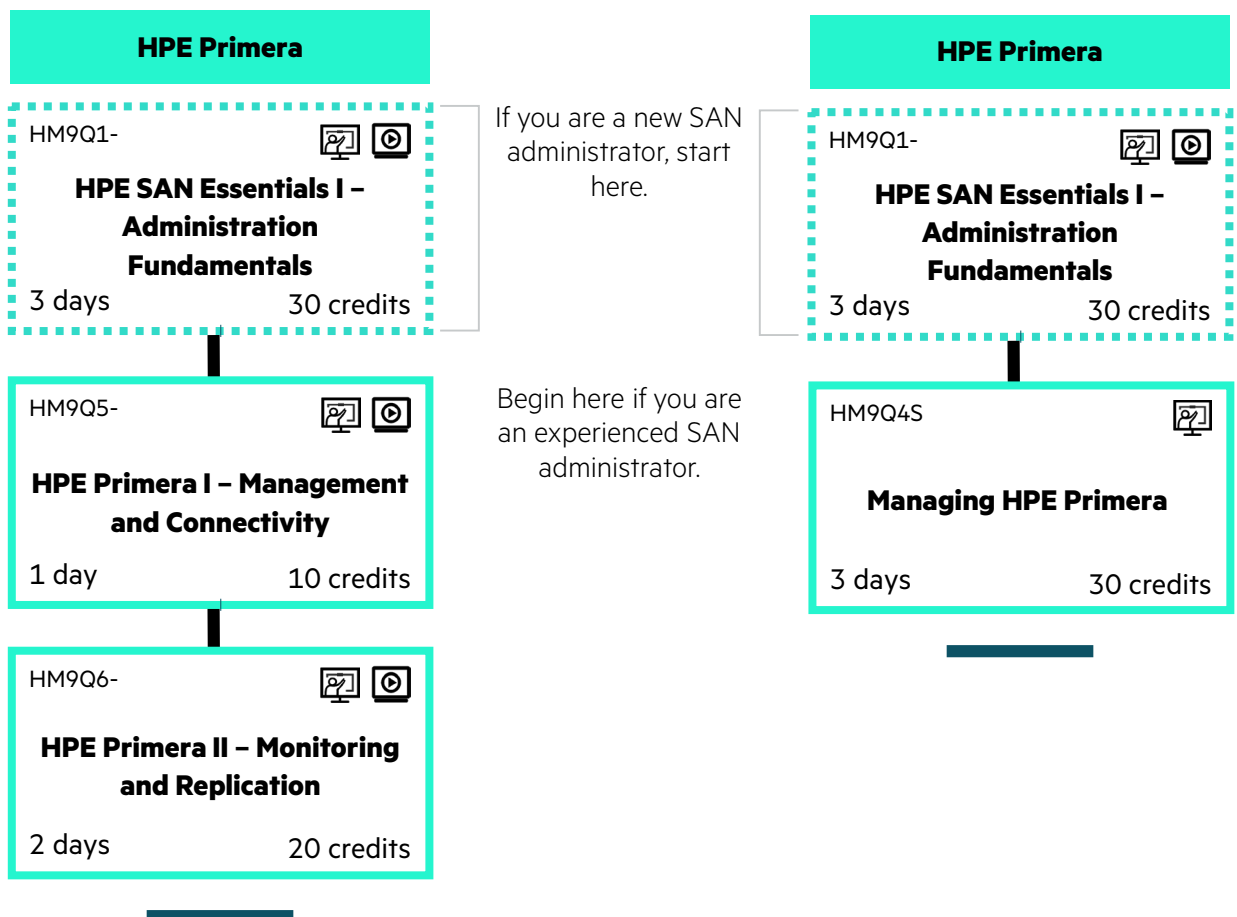 HPE Primera
HM9Q1-
HPE SAN Essentials I –
Administration
Fundamentals
3 days
30 credits
HM9Q5-
HPE Primera I – Management
and Connectivity
1 day
10 credits
HM9Q6-
HPE Primera II – Monitoring
and Replication
2 days
20 credits
If you are a new SAN
administrator, start
here.
Begin here if you are
an experienced SAN
administrator.
HPE Primera
HM9Q1-
HPE SAN Essentials I –
Administration
Fundamentals
3 days
30 credits
HM9Q4S
Managing HPE Primera
3 days
30 credits